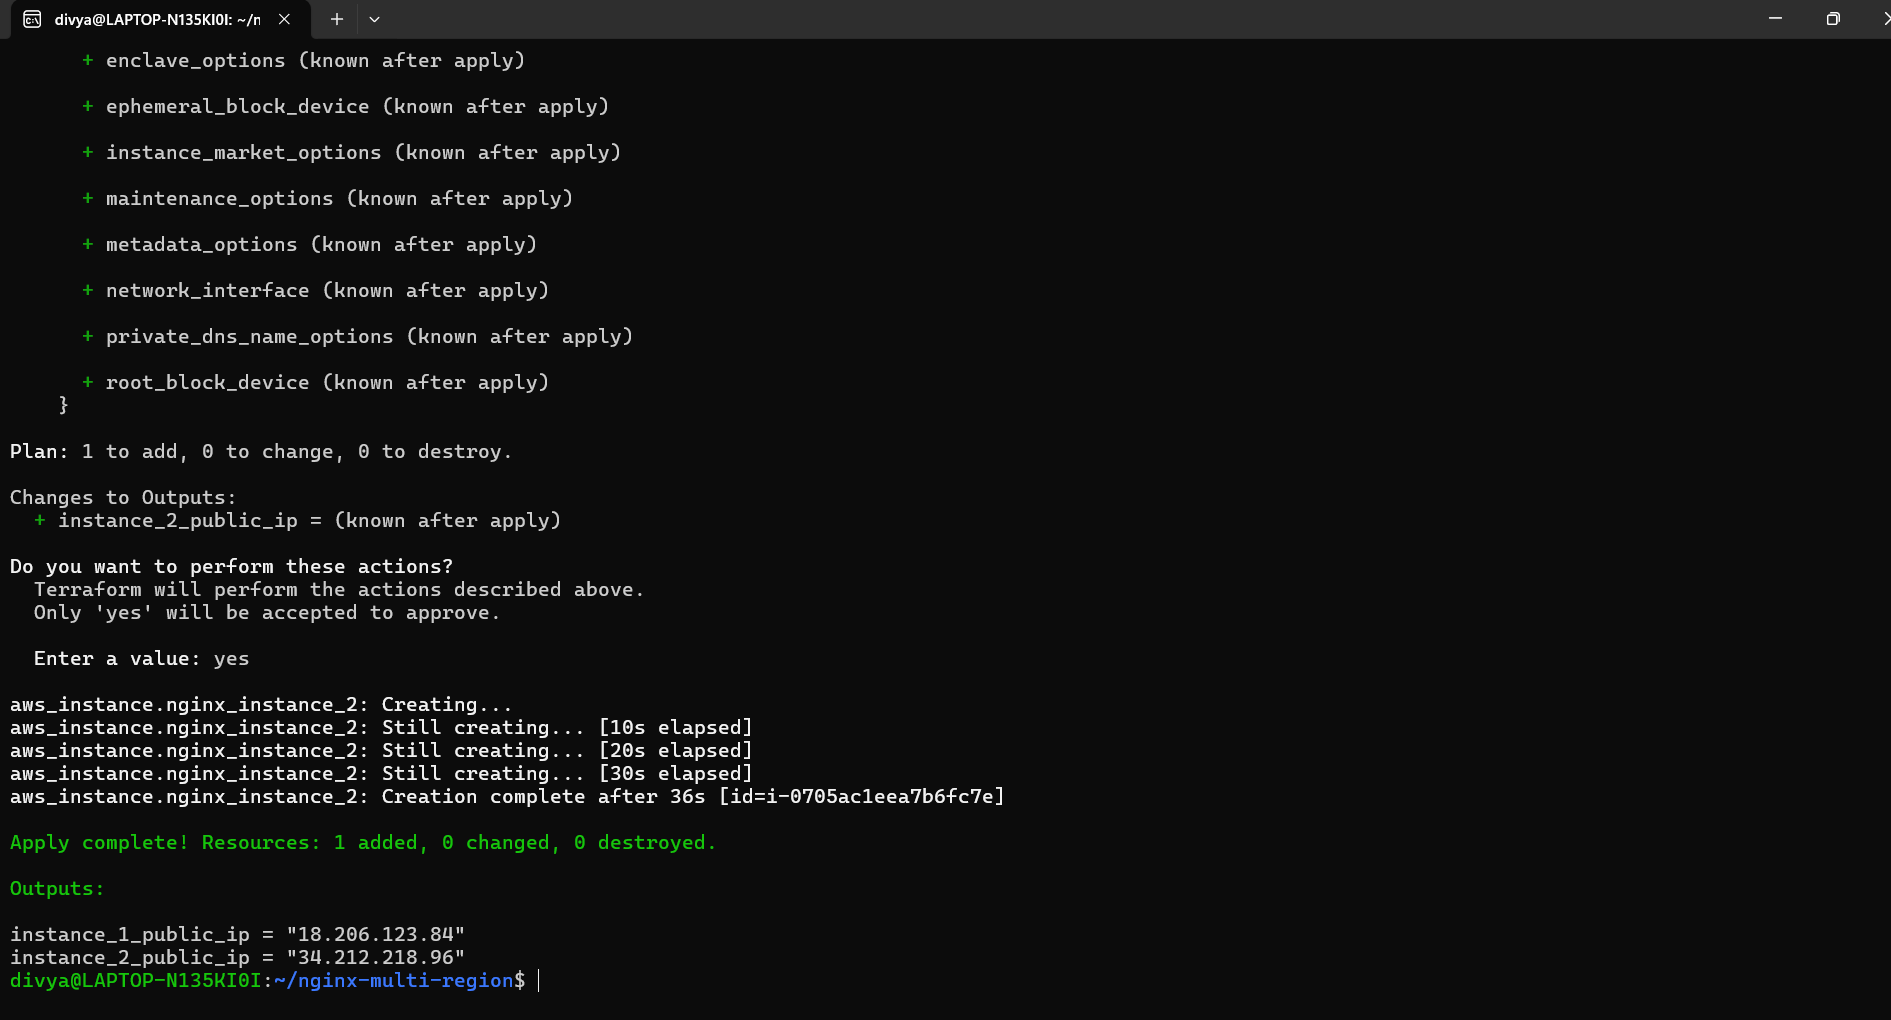 divya@LAPTOP-N135KI0I: ~/n
+ enclave_options (known after apply)
+ ephemeral_block_device (known after apply)
+ instance_market_options (known after apply)
+ maintenance_options (known after apply)
+ metadata_options (known after apply)
+ network_interface (known after apply)
+ private_dns_name_options (known after apply)
+ root_block_device (known after apply)
}
Plan: 1 to add, 0 to change, 0 to destroy.
Changes to Outputs:
+ instance_2_public_ip = (known after apply)
Do you want to perform these actions?
Terraform will perform the actions described above.
Only 'yes' will be accepted to approve.
Enter a value: yes
aws_instance.nginx_instance_2: Creating...
aws_instance.nginx_instance_2: Still creating... [10s elapsed]
aws_instance.nginx_instance_2: Still creating... [20s elapsed]
aws_instance.nginx_instance_2: Still creating... [30s elapsed]
aws_instance.nginx_instance_2: Creation complete after 36s [id=i-0705ac1eea7b6fc7e]
Apply complete! Resources: 1 added, 0 changed, 0 destroyed.
Outputs:
instance_1_public_ip = "18.206.123.84"
instance_2_public_ip = "34.212.218.96"
divya@LAPTOP-N135KI0I:~/nginx-multi-region$